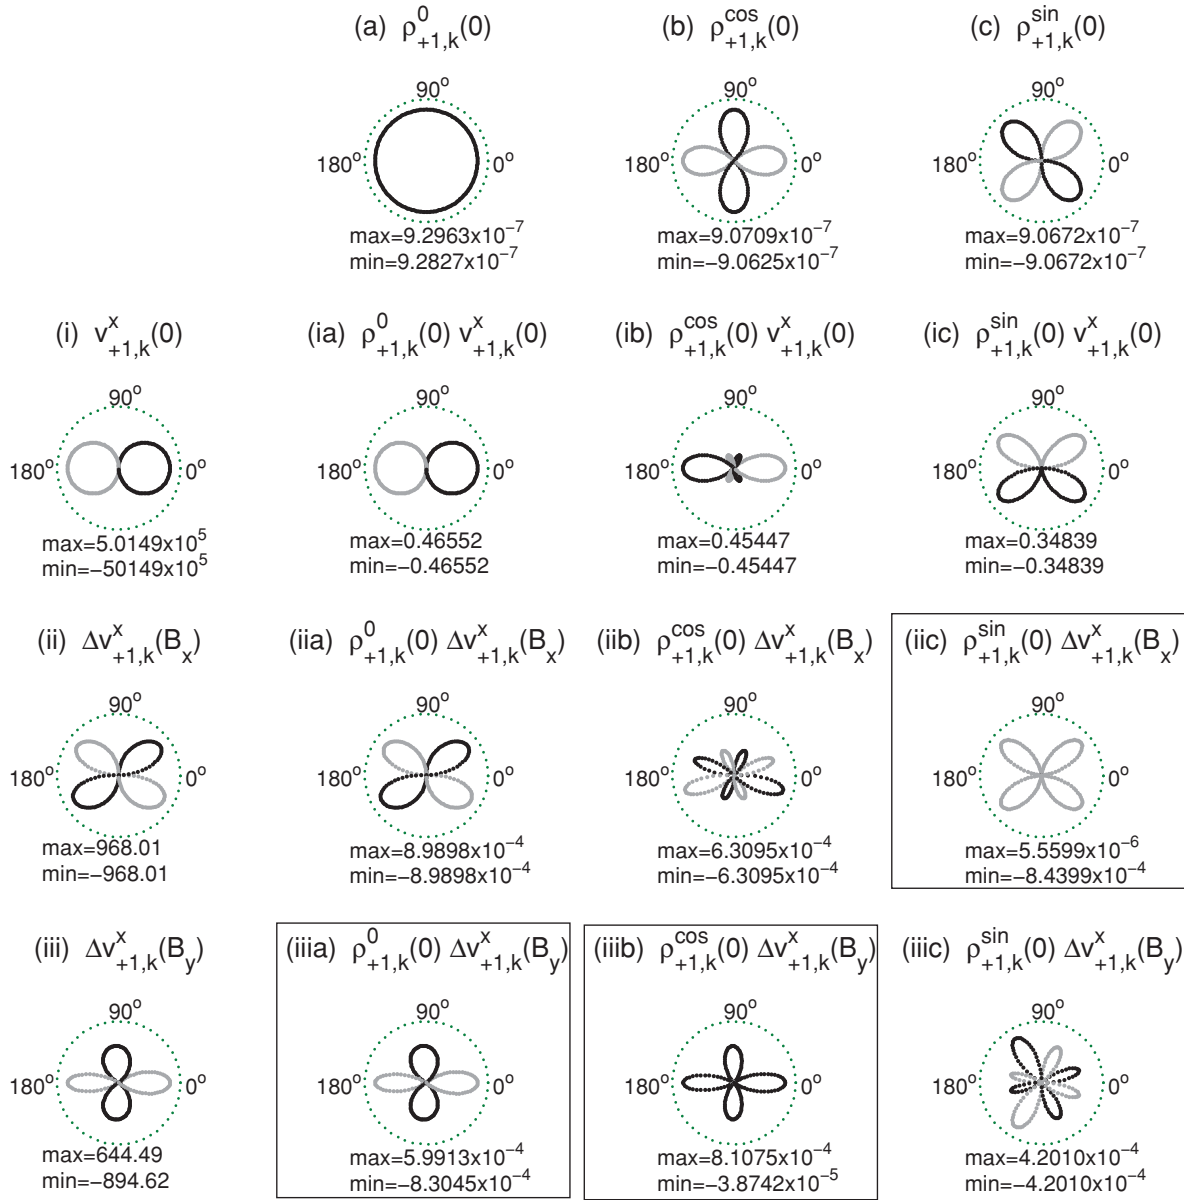 (a) ρ⁰₊₁,ₖ(0) (b) ρᶜᵒˢ₊₁,ₖ(0) (c) ρˢⁱⁿ₊₁,ₖ(0)
90° 90° 90°
180° 0° 180° 0° 180° 0°
max=9.2963x10⁻⁷ max=9.0709x10⁻⁷ max=9.0672x10⁻⁷
min=9.2827x10⁻⁷ min=−9.0625x10⁻⁷ min=−9.0672x10⁻⁷
(i) vˣ₊₁,ₖ(0) (ia) ρ⁰₊₁,ₖ(0) vˣ₊₁,ₖ(0) (ib) ρᶜᵒˢ₊₁,ₖ(0) vˣ₊₁,ₖ(0) (ic) ρˢⁱⁿ₊₁,ₖ(0) vˣ₊₁,ₖ(0)
90° 90° 90° 90°
180° 0° 180° 0° 180° 0° 180° 0°
max=5.0149x10⁵ max=0.46552 max=0.45447 max=0.34839
min=−50149x10⁵ min=−0.46552 min=−0.45447 min=−0.34839
(ii) Δvˣ₊₁,ₖ(Bₓ) (iia) ρ⁰₊₁,ₖ(0) Δvˣ₊₁,ₖ(Bₓ) (iib) ρᶜᵒˢ₊₁,ₖ(0) Δvˣ₊₁,ₖ(Bₓ) (iic) ρˢⁱⁿ₊₁,ₖ(0) Δvˣ₊₁,ₖ(Bₓ)
90° 90° 90° 90°
180° 0° 180° 0° 180° 0° 180° 0°
max=968.01 max=8.9898x10⁻⁴ max=6.3095x10⁻⁴ max=5.5599x10⁻⁶
min=−968.01 min=−8.9898x10⁻⁴ min=−6.3095x10⁻⁴ min=−8.4399x10⁻⁴
(iii) Δvˣ₊₁,ₖ(B_y) (iiia) ρ⁰₊₁,ₖ(0) Δvˣ₊₁,ₖ(B_y) (iiib) ρᶜᵒˢ₊₁,ₖ(0) Δvˣ₊₁,ₖ(B_y) (iiic) ρˢⁱⁿ₊₁,ₖ(0) Δvˣ₊₁,ₖ(B_y)
90° 90° 90° 90°
180° 0° 180° 0° 180° 0° 180° 0°
max=644.49 max=5.9913x10⁻⁴ max=8.1075x10⁻⁴ max=4.2010x10⁻⁴
min=−894.62 min=−8.3045x10⁻⁴ min=−3.8742x10⁻⁵ min=−4.2010x10⁻⁴